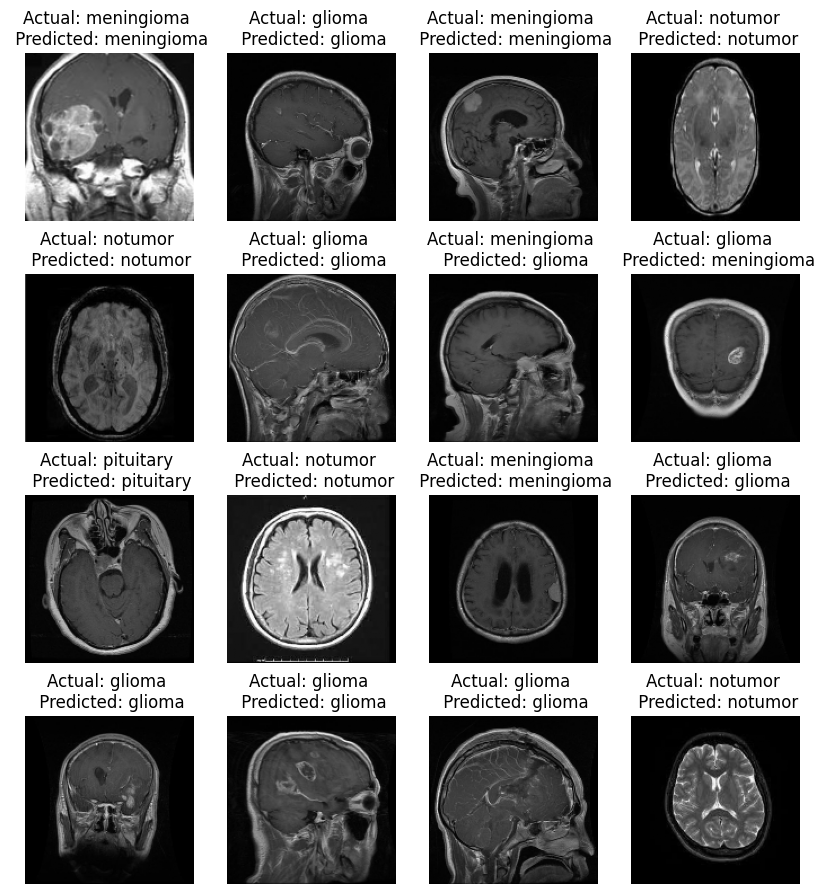 Actual: meningioma
Predicted: meningioma
Actual: glioma
Predicted: glioma
Actual: meningioma
Predicted: meningioma
Actual: notumor
Predicted: notumor
Actual: notumor
Predicted: notumor
Actual: glioma
Predicted: glioma
Actual: meningioma
Predicted: glioma
Actual: glioma
Predicted: meningioma
Actual: pituitary
Predicted: pituitary
Actual: notumor
Predicted: notumor
Actual: meningioma
Predicted: meningioma
Actual: glioma
Predicted: glioma
Actual: glioma
Predicted: glioma
Actual: glioma
Predicted: glioma
Actual: glioma
Predicted: glioma
Actual: notumor
Predicted: notumor